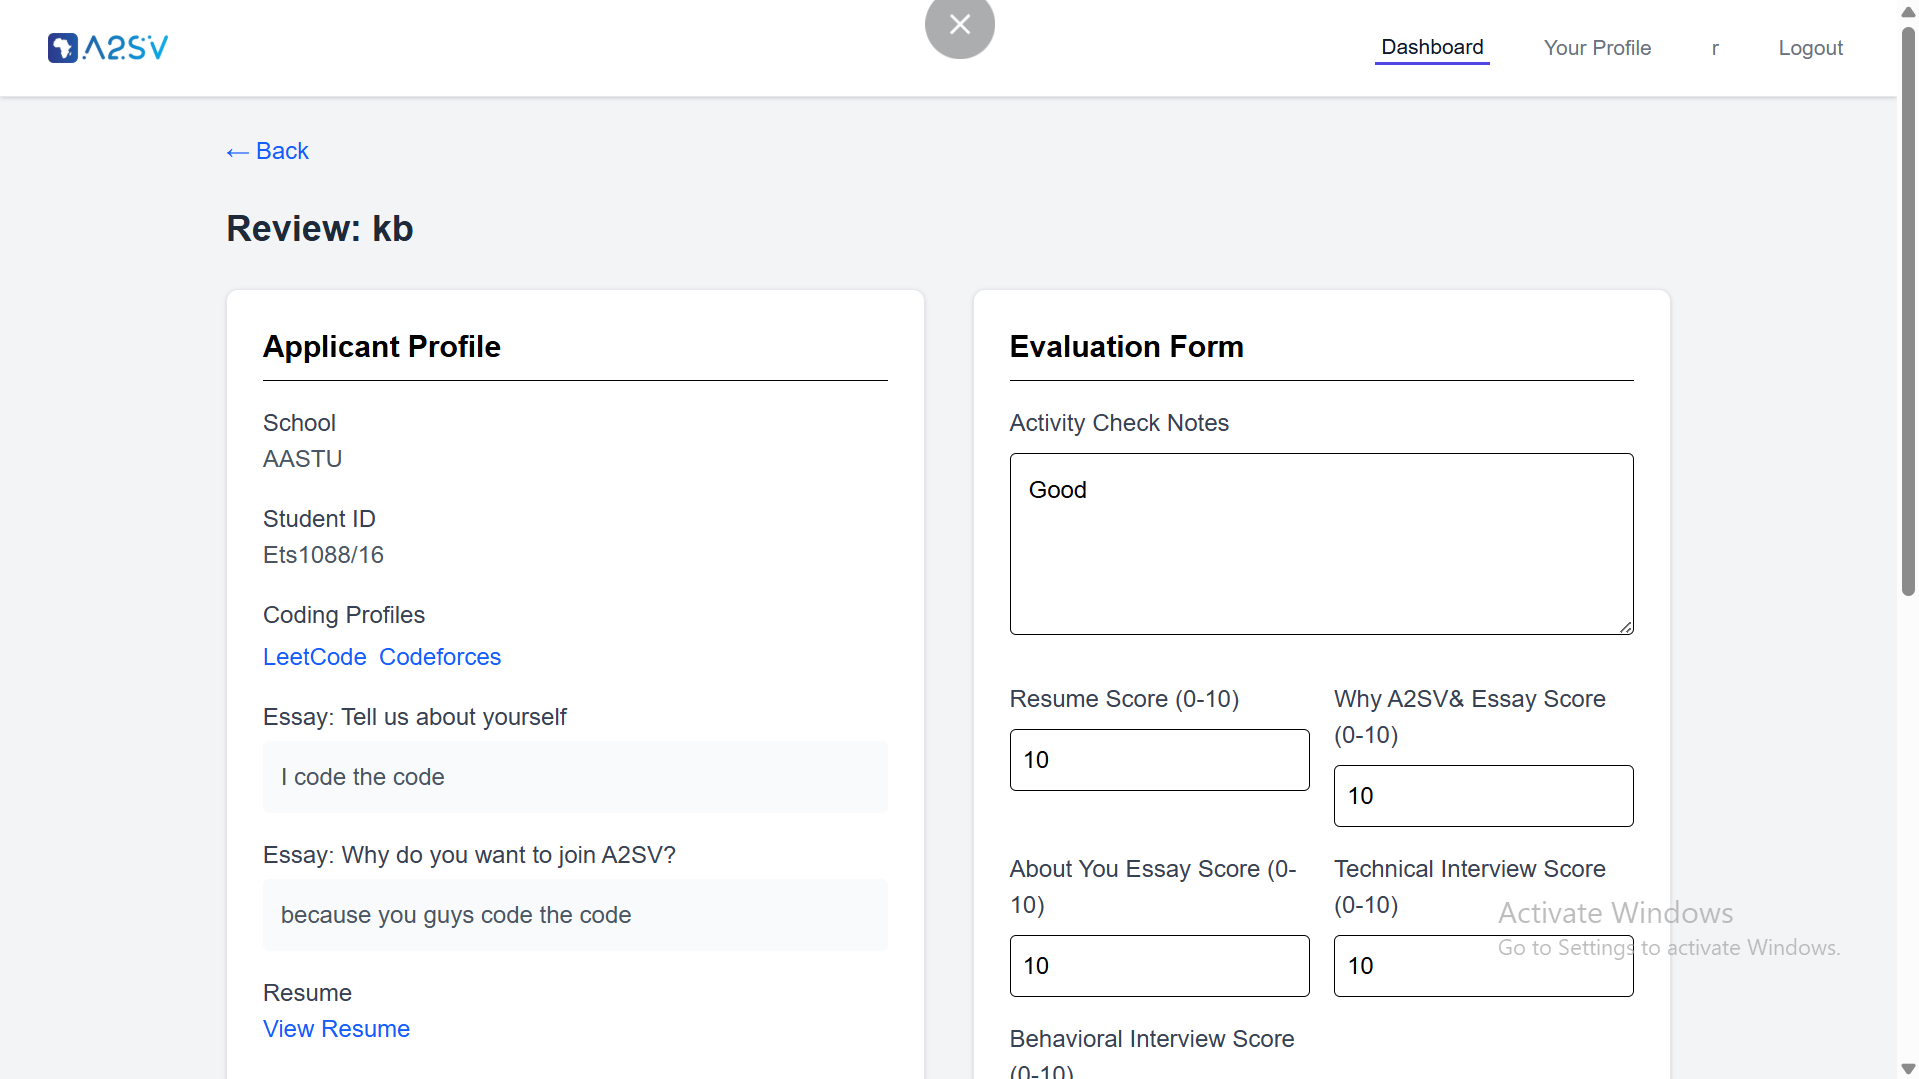 A2SV
Dashboard
Your Profile
r
Logout
← Back
Review: kb
Applicant Profile
School
AASTU
Student ID
Ets1088/16
Coding Profiles
LeetCode Codeforces
Essay: Tell us about yourself
I code the code
Essay: Why do you want to join A2SV?
because you guys code the code
Resume
View Resume
Evaluation Form
Activity Check Notes
Good
Resume Score (0-10)
10
Why A2SV& Essay Score
(0-10)
10
About You Essay Score (0-
10)
10
Technical Interview Score
(0-10)
10
Behavioral Interview Score
(0-10)
Activate Windows
Go to Settings to activate Windows.